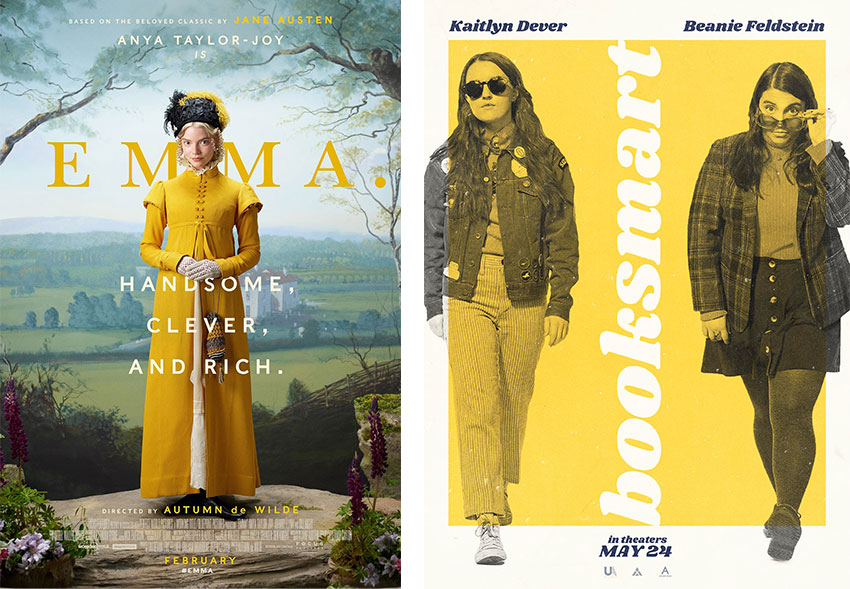 BASED ON THE BELOVED CLASSIC BY JANE AUSTEN
ANYA TAYLOR-JOY
IS
EMMA.
HANDSOME,
CLEVER,
AND RICH.
DIRECTED BY AUTUMN de WILDE
FOCUS
FEBRUARY
#EMMA
Kaitlyn Dever
Beanie Feldstein
booksmart
in theaters
MAY 24